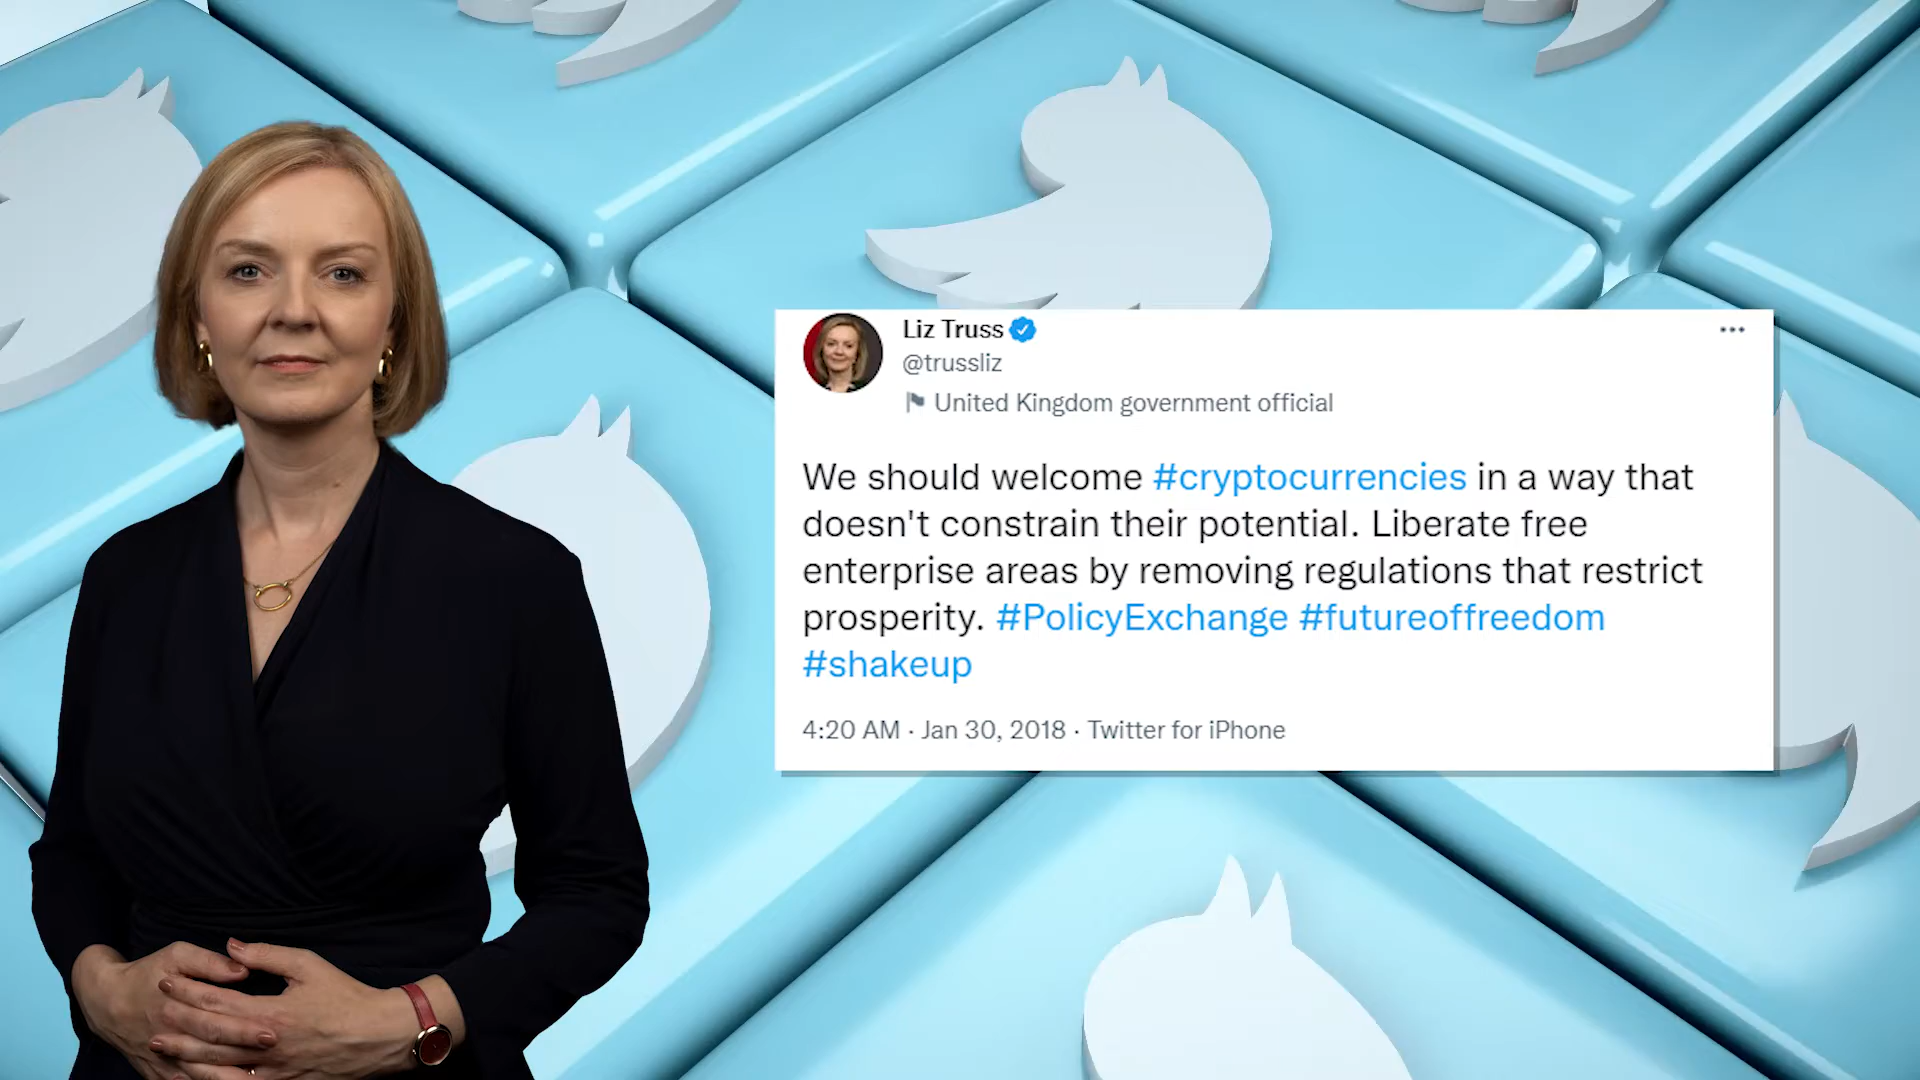 Liz Truss
@trussliz
United Kingdom government official
We should welcome #cryptocurrencies in a way that
doesn't constrain their potential. Liberate free
enterprise areas by removing regulations that restrict
prosperity. #PolicyExchange #futureoffreedom
#shakeup
4:20 AM · Jan 30, 2018 · Twitter for iPhone